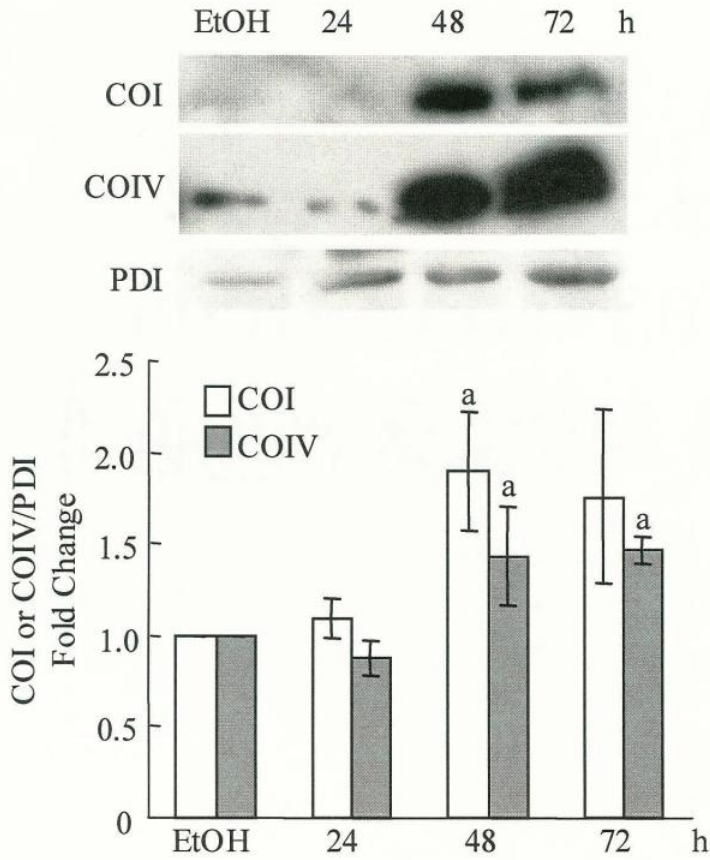 EtOH 24 48 72 h
COI
COIV
PDI
2.5
2.0
1.5
1.0
0.5
0
COI or COIV/PDI
Fold Change
COI
COIV
a
a
a
EtOH 24 48 72 h